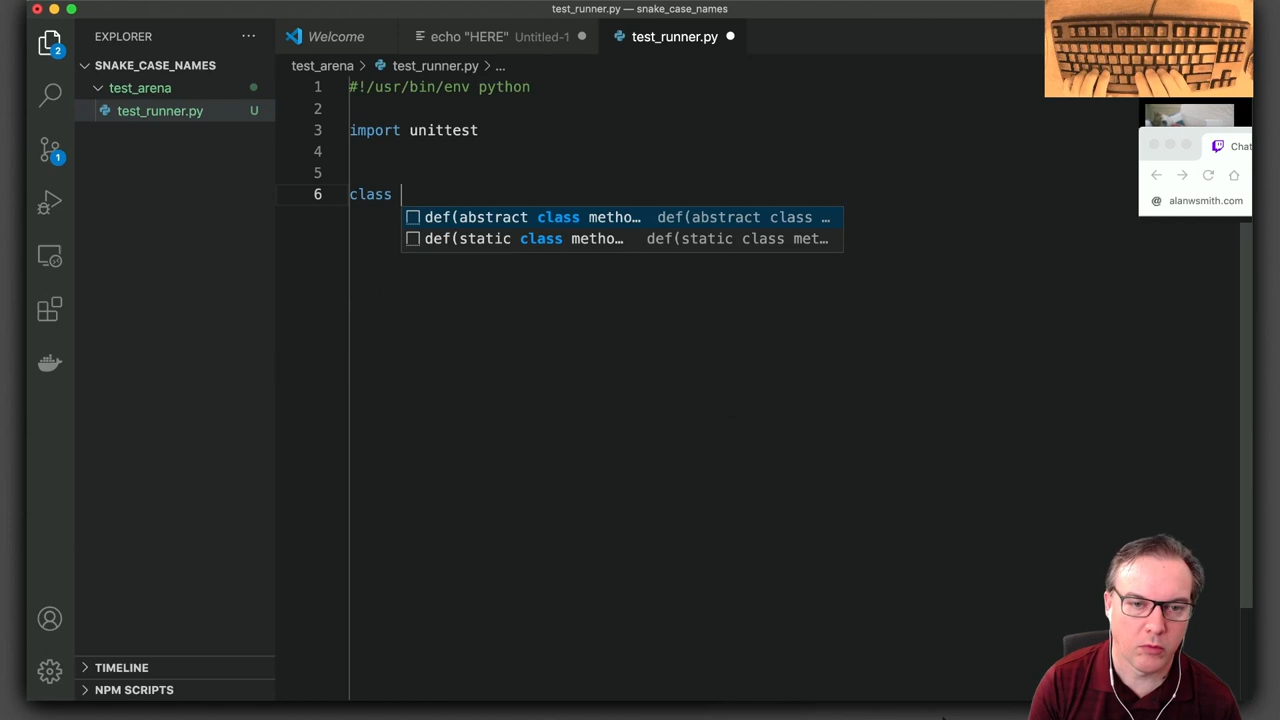 test_runner.py — snake_case_names
EXPLORER
Welcome
echo "HERE" Untitled-1
test_runner.py
SNAKE_CASE_NAMES
test_arena
test_runner.py
U
2
1
test_arena > test_runner.py > ...
1 #!/usr/bin/env python
2
3 import unittest
4
5
6 class
def(abstract class metho… def(abstract class …
def(static class metho… def(static class met…
Chat
@ alanwsmith.com
TIMELINE
NPM SCRIPTS